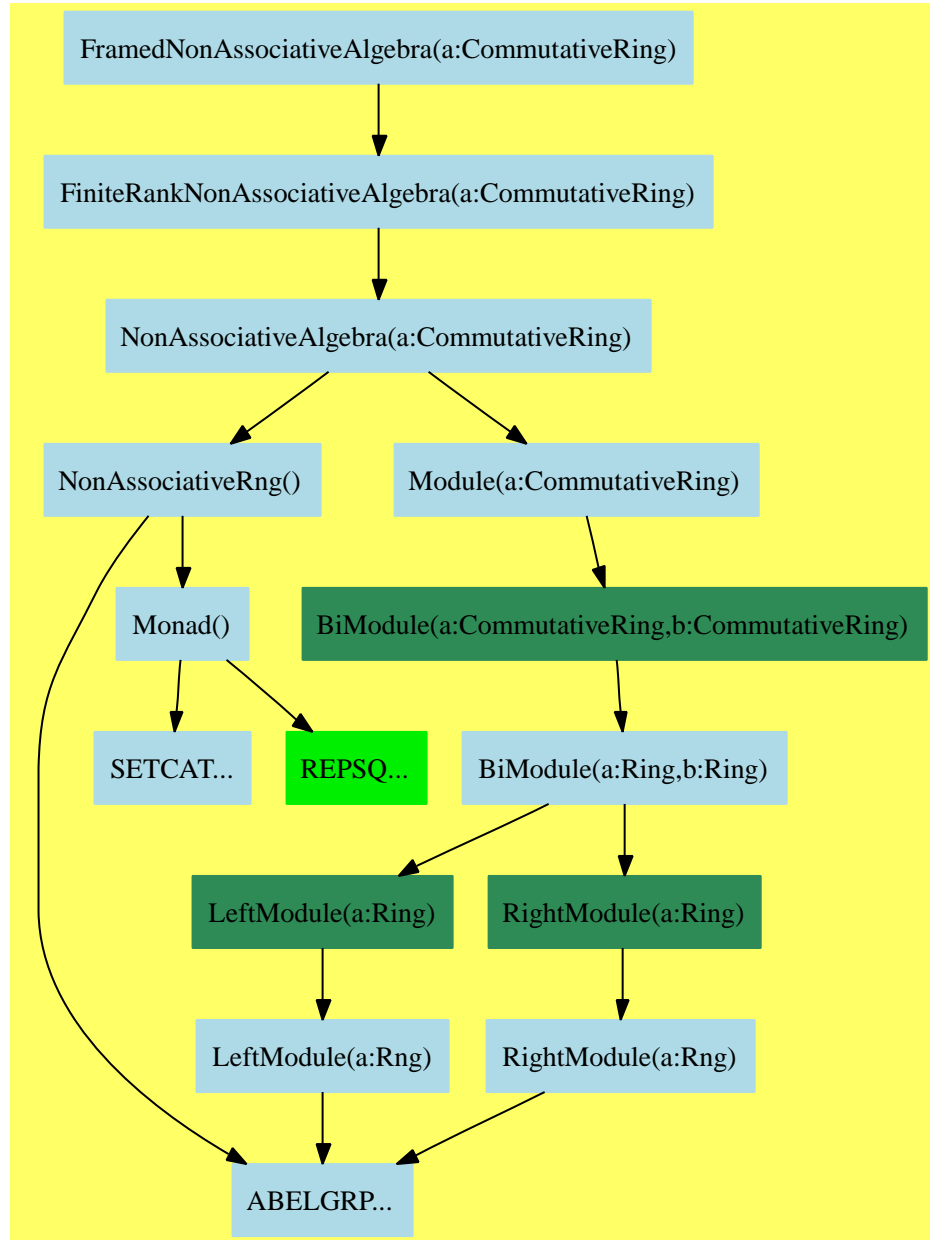 FramedNonAssociativeAlgebra(a:CommutativeRing)
FiniteRankNonAssociativeAlgebra(a:CommutativeRing)
NonAssociativeAlgebra(a:CommutativeRing)
NonAssociativeRng()
Module(a:CommutativeRing)
Monad()
BiModule(a:CommutativeRing,b:CommutativeRing)
SETCAT...
REPSQ...
BiModule(a:Ring,b:Ring)
LeftModule(a:Ring)
RightModule(a:Ring)
LeftModule(a:Rng)
RightModule(a:Rng)
ABELGRP...